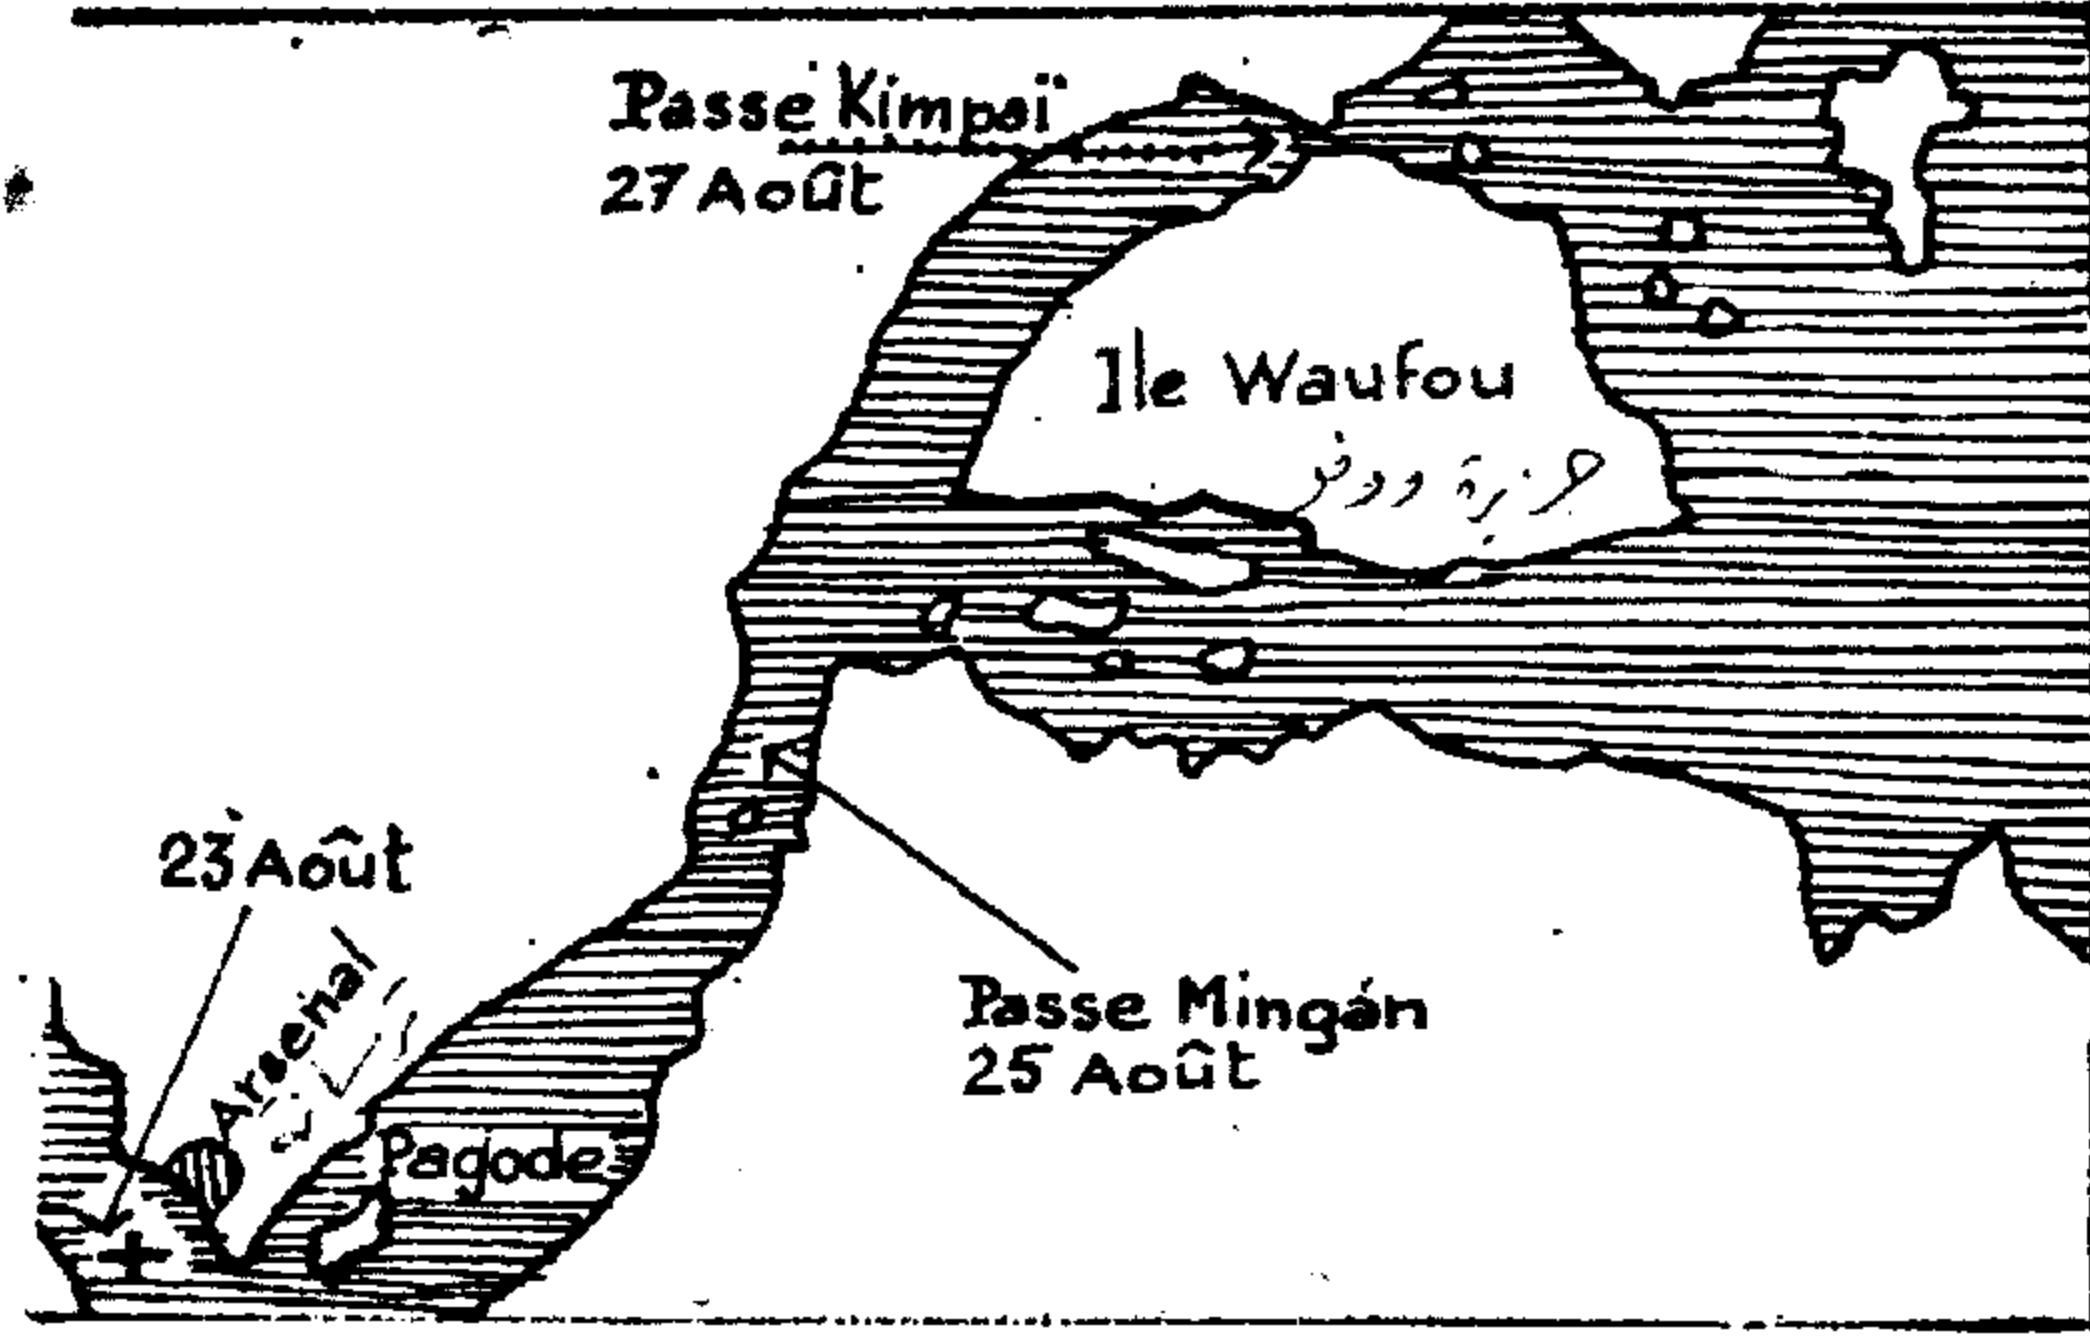 Passe Kimpaï
27 Août
Ile Waufou
23 Août
Arsenal
Passe Mingan
25 Août
Pagode